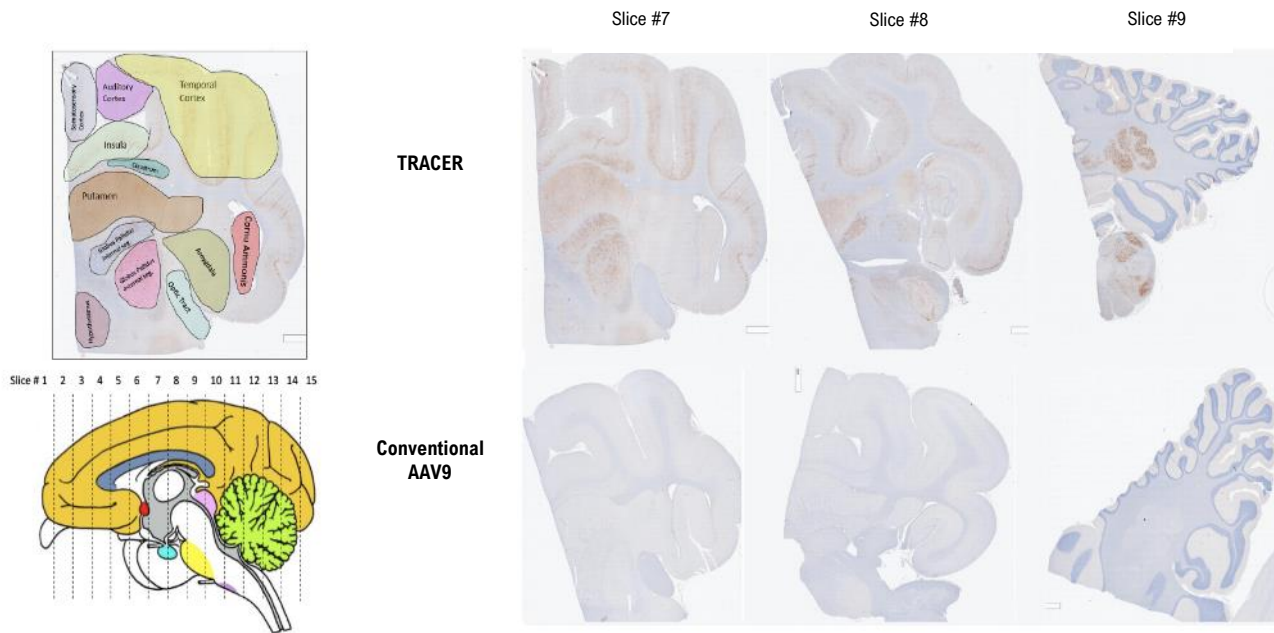 Slice #7
Slice #8
Slice #9
Somatosensory
Cortex
Auditory
Cortex
Temporal
Cortex
Insula
Claustrum
Putamen
Globus Pallidus
Globus Pallidus
Amygdala
Cornu Ammonis
Optic Tract
Hypothalamus
TRACER
Slice # 1 2 3 4 5 6 7 8 9 10 11 12 13 14 15
Conventional
AAV9